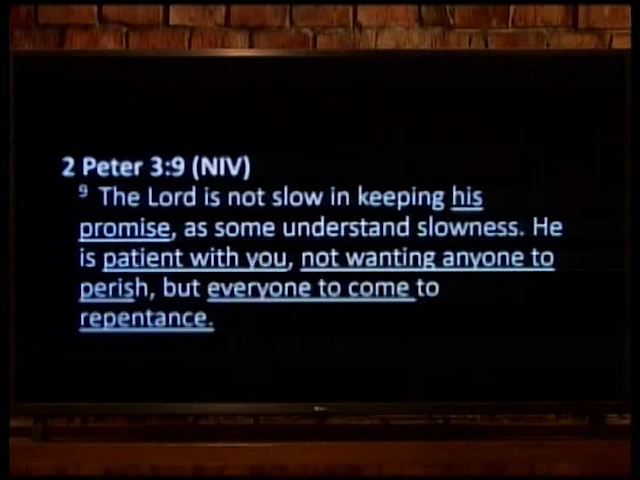 2 Peter 3:9 (NIV)
9 The Lord is not slow in keeping his
promise, as some understand slowness. He
is patient with you, not wanting anyone to
perish, but everyone to come to
repentance.